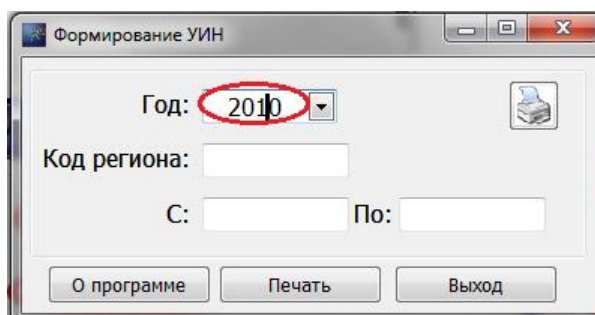 Формирование УИН
Год: 2010
Код региона:
С: По:
О программе Печать Выход